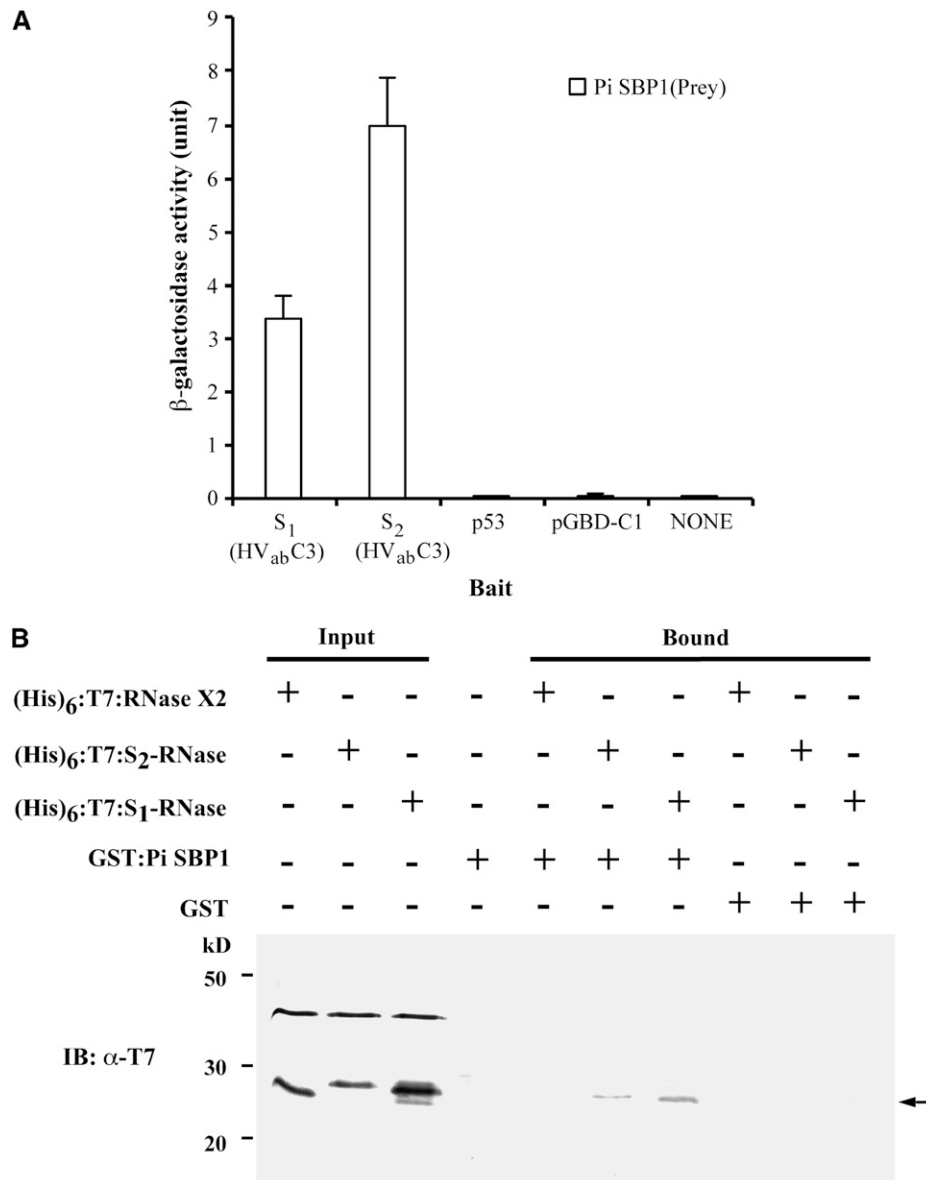 A
β-galactosidase activity (unit)
9
8
7
6
5
4
3
2
1
0
Pi SBP1(Prey)
S1 S2 p53 pGBD-C1 NONE
(HVabC3) (HVabC3)
Bait
B
Input Bound
(His)6:T7:RNase X2 + - - - + - - + - -
(His)6:T7:S2-RNase - + - - - + - - + -
(His)6:T7:S1-RNase - - + - - - + - - +
GST:Pi SBP1 - - - + + + + - - -
GST - - - - - - - + + +
kD
50
30
20
IB: α-T7